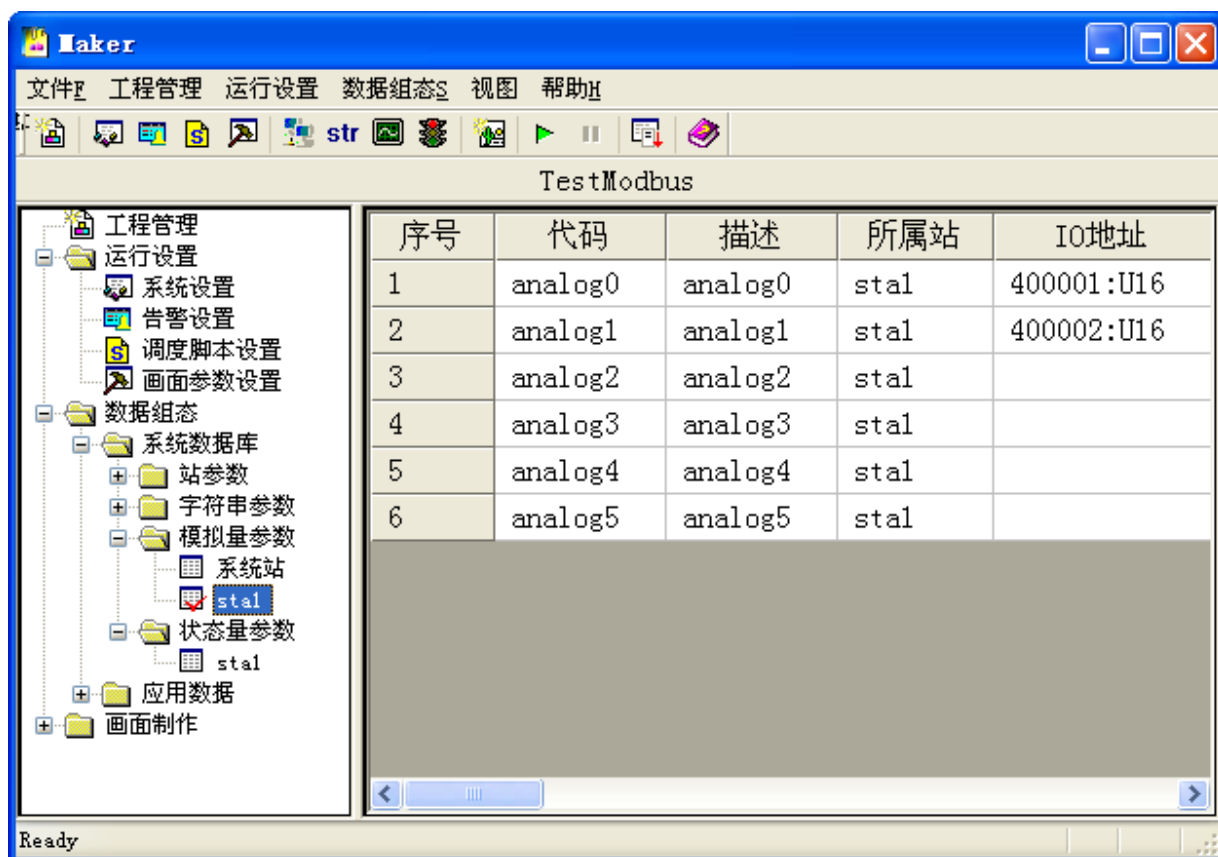 Maker
文件F 工程管理 运行设置 数据组态S 视图 帮助H
str
TestModbus
工程管理
运行设置
系统设置
告警设置
调度脚本设置
画面参数设置
数据组态
系统数据库
站参数
字符串参数
模拟量参数
系统站
sta1
状态量参数
sta1
应用数据
画面制作
序号 代码 描述 所属站 IO地址
1 analog0 analog0 sta1 400001:U16
2 analog1 analog1 sta1 400002:U16
3 analog2 analog2 sta1
4 analog3 analog3 sta1
5 analog4 analog4 sta1
6 analog5 analog5 sta1
Ready